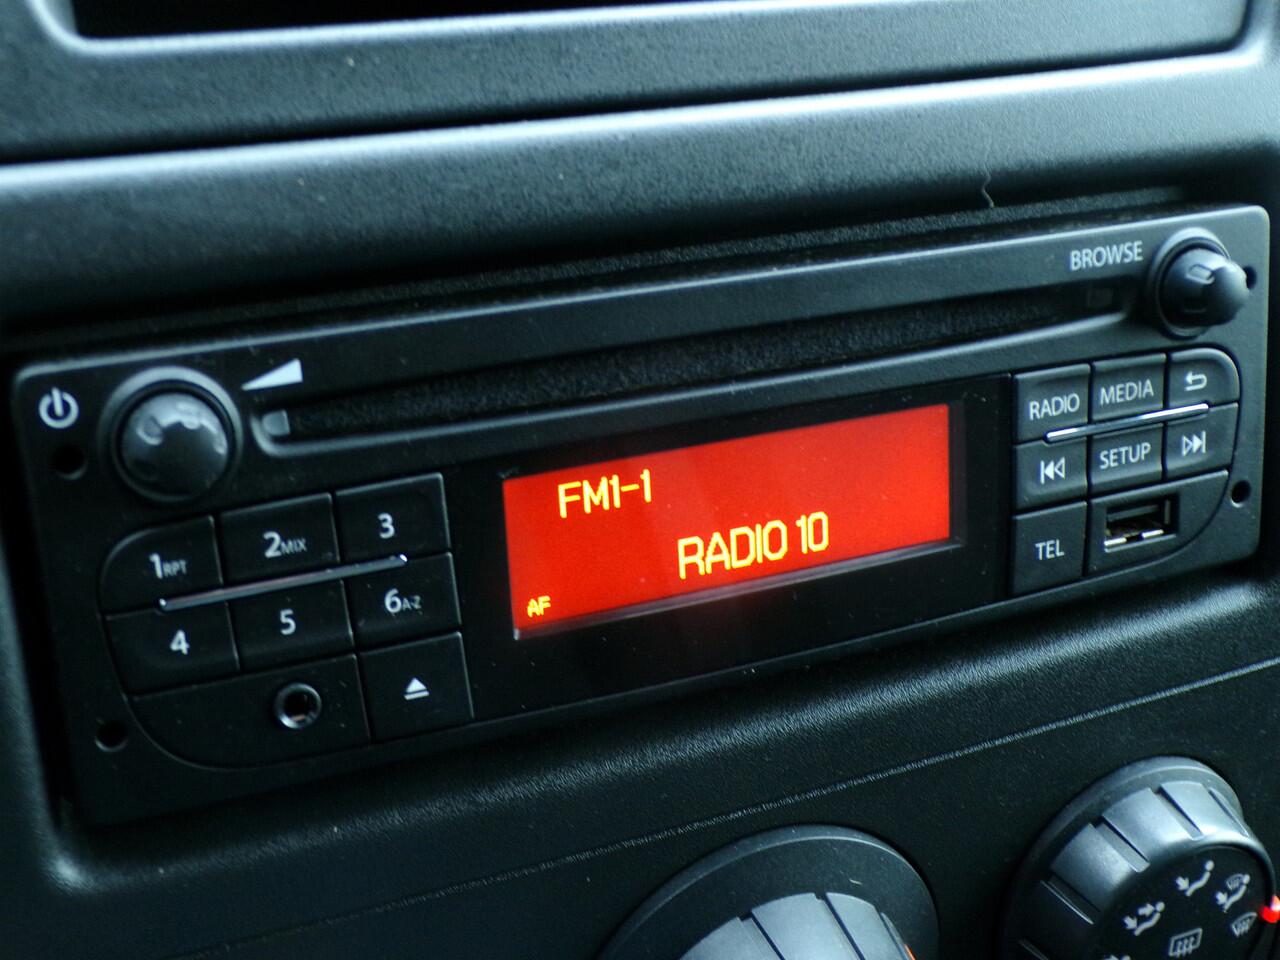 BROWSE
RADIO MEDIA
SETUP
TEL
FM1-1
RADIO 10
AF
1RPT 2MIX 3
4 5 6A-Z